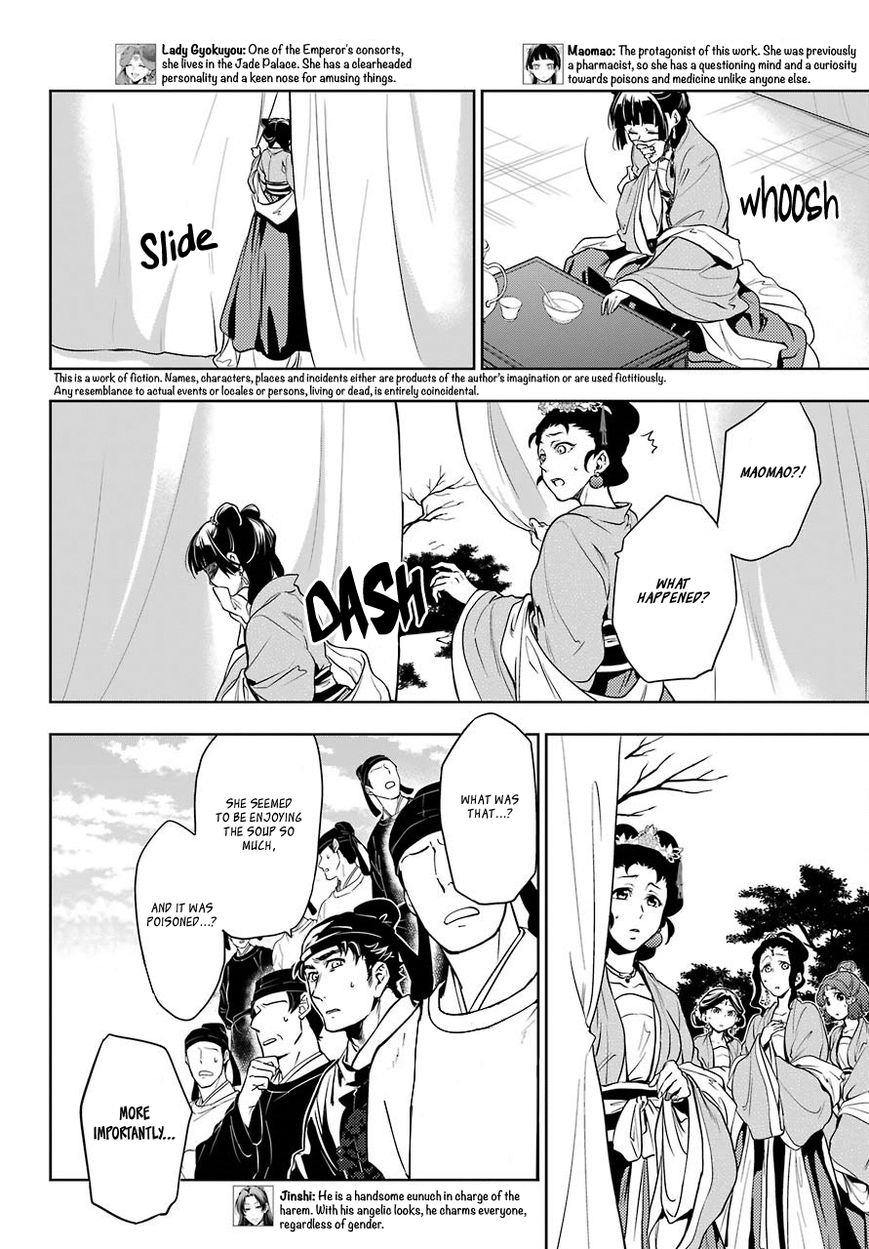 Maomao: The protagonist of this work. She was previously
a pharmacist, so she has a questioning mind and a curiosity
towards poisons and medicine unlike anyone else.
Lady Gyokuyou: One of the Emperor's consorts,
she lives in the Jade Palace. She has a clearheaded
personality and a keen nose for amusing things.
Whoosh
Slide
This is a work of fiction. Names, characters, places and incidents either are products of the author's imagination or are used fictitiously.
Any resemblance to actual events or locales or persons, living or dead, is entirely coincidental.
MAOMAO?!
WHAT
HAPPENED?
DASH
WHAT WAS
THAT...?
SHE SEEMED
TO BE ENJOYING
THE SOUP SO
MUCH,
AND IT WAS
POISONED...?
MORE
IMPORTANTLY...
Jinshi: He is a handsome eunuch in charge of the
harem. With his angelic looks, he charms everyone,
regardless of gender.